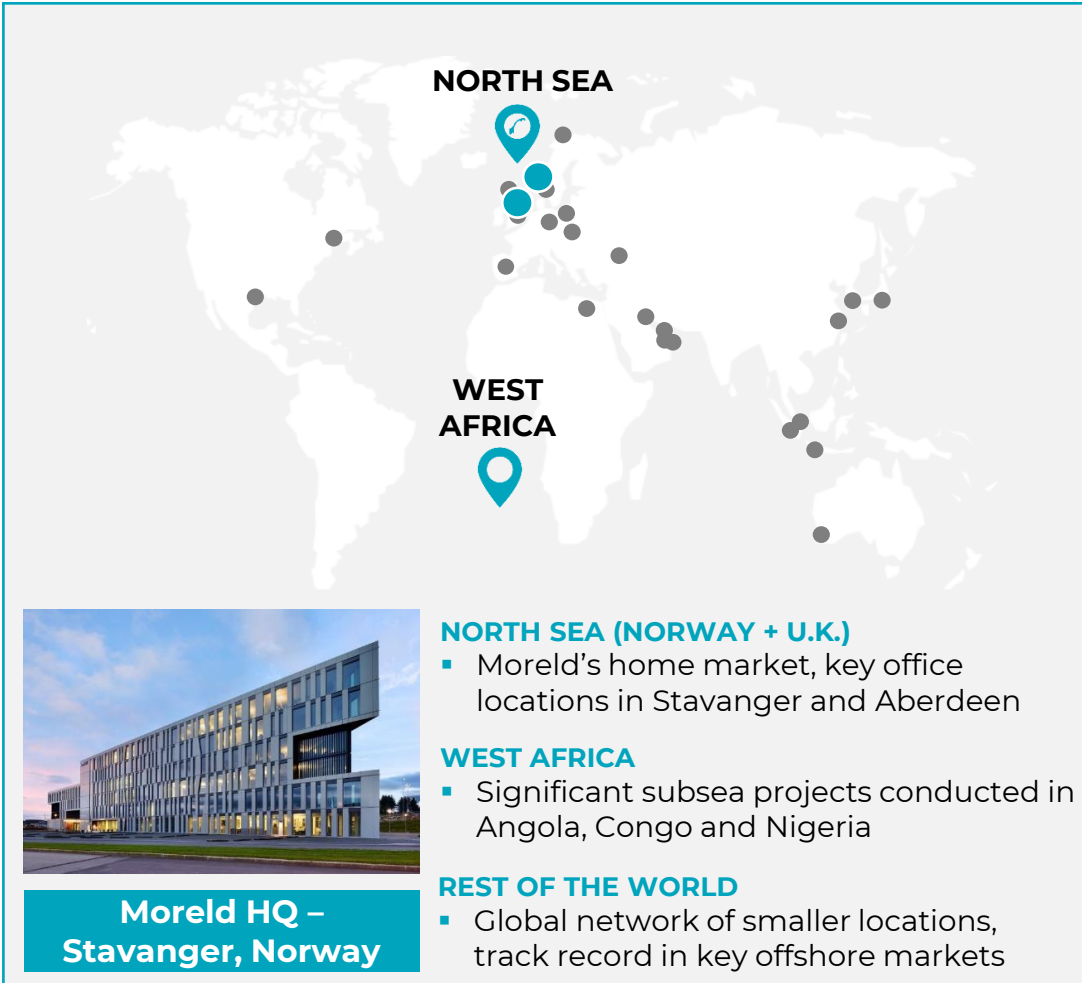 NORTH SEA
WEST
AFRICA
Moreld HQ –
Stavanger, Norway
NORTH SEA (NORWAY + U.K.)
▪ Moreld’s home market, key office
locations in Stavanger and Aberdeen
WEST AFRICA
▪ Significant subsea projects conducted in
Angola, Congo and Nigeria
REST OF THE WORLD
▪ Global network of smaller locations,
track record in key offshore markets